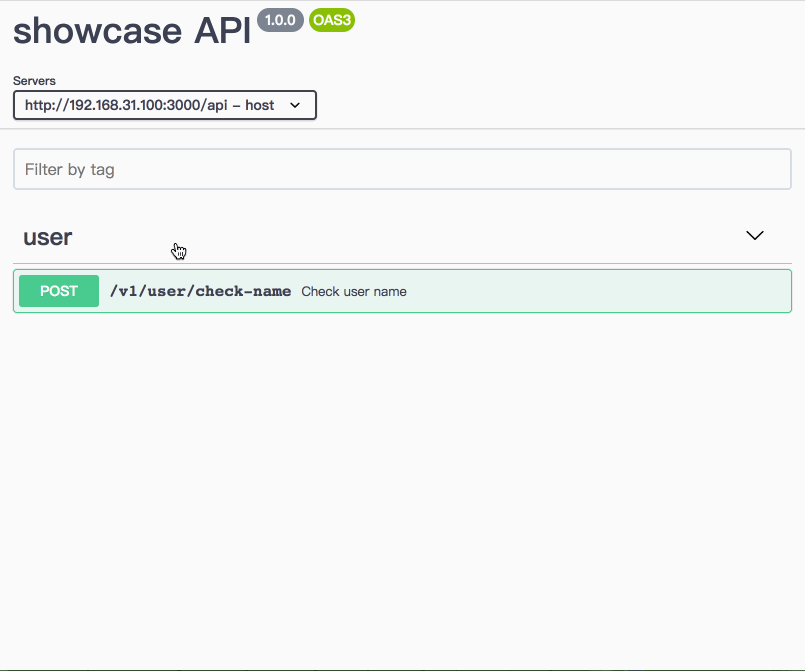 showcase API 1.0.0 OAS3
Servers
http://192.168.31.100:3000/api – host
Filter by tag
user
POST /v1/user/check-name Check user name